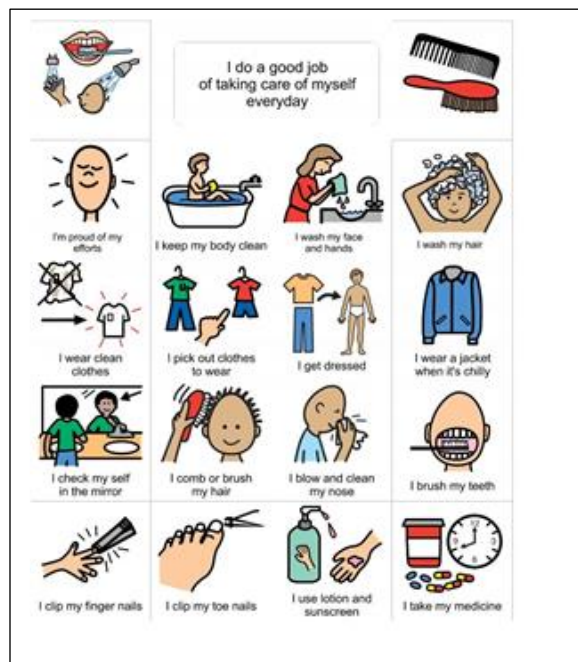 I do a good job
of taking care of myself
everyday
I'm proud of my
efforts
I keep my body clean
I wash my face
and hands
I wash my hair
I wear clean
clothes
I pick out clothes
to wear
I get dressed
I wear a jacket
when it's chilly
I check my self
in the mirror
I comb or brush
my hair
I blow and clean
my nose
I brush my teeth
I clip my finger nails
I clip my toe nails
I use lotion and
sunscreen
I take my medicine